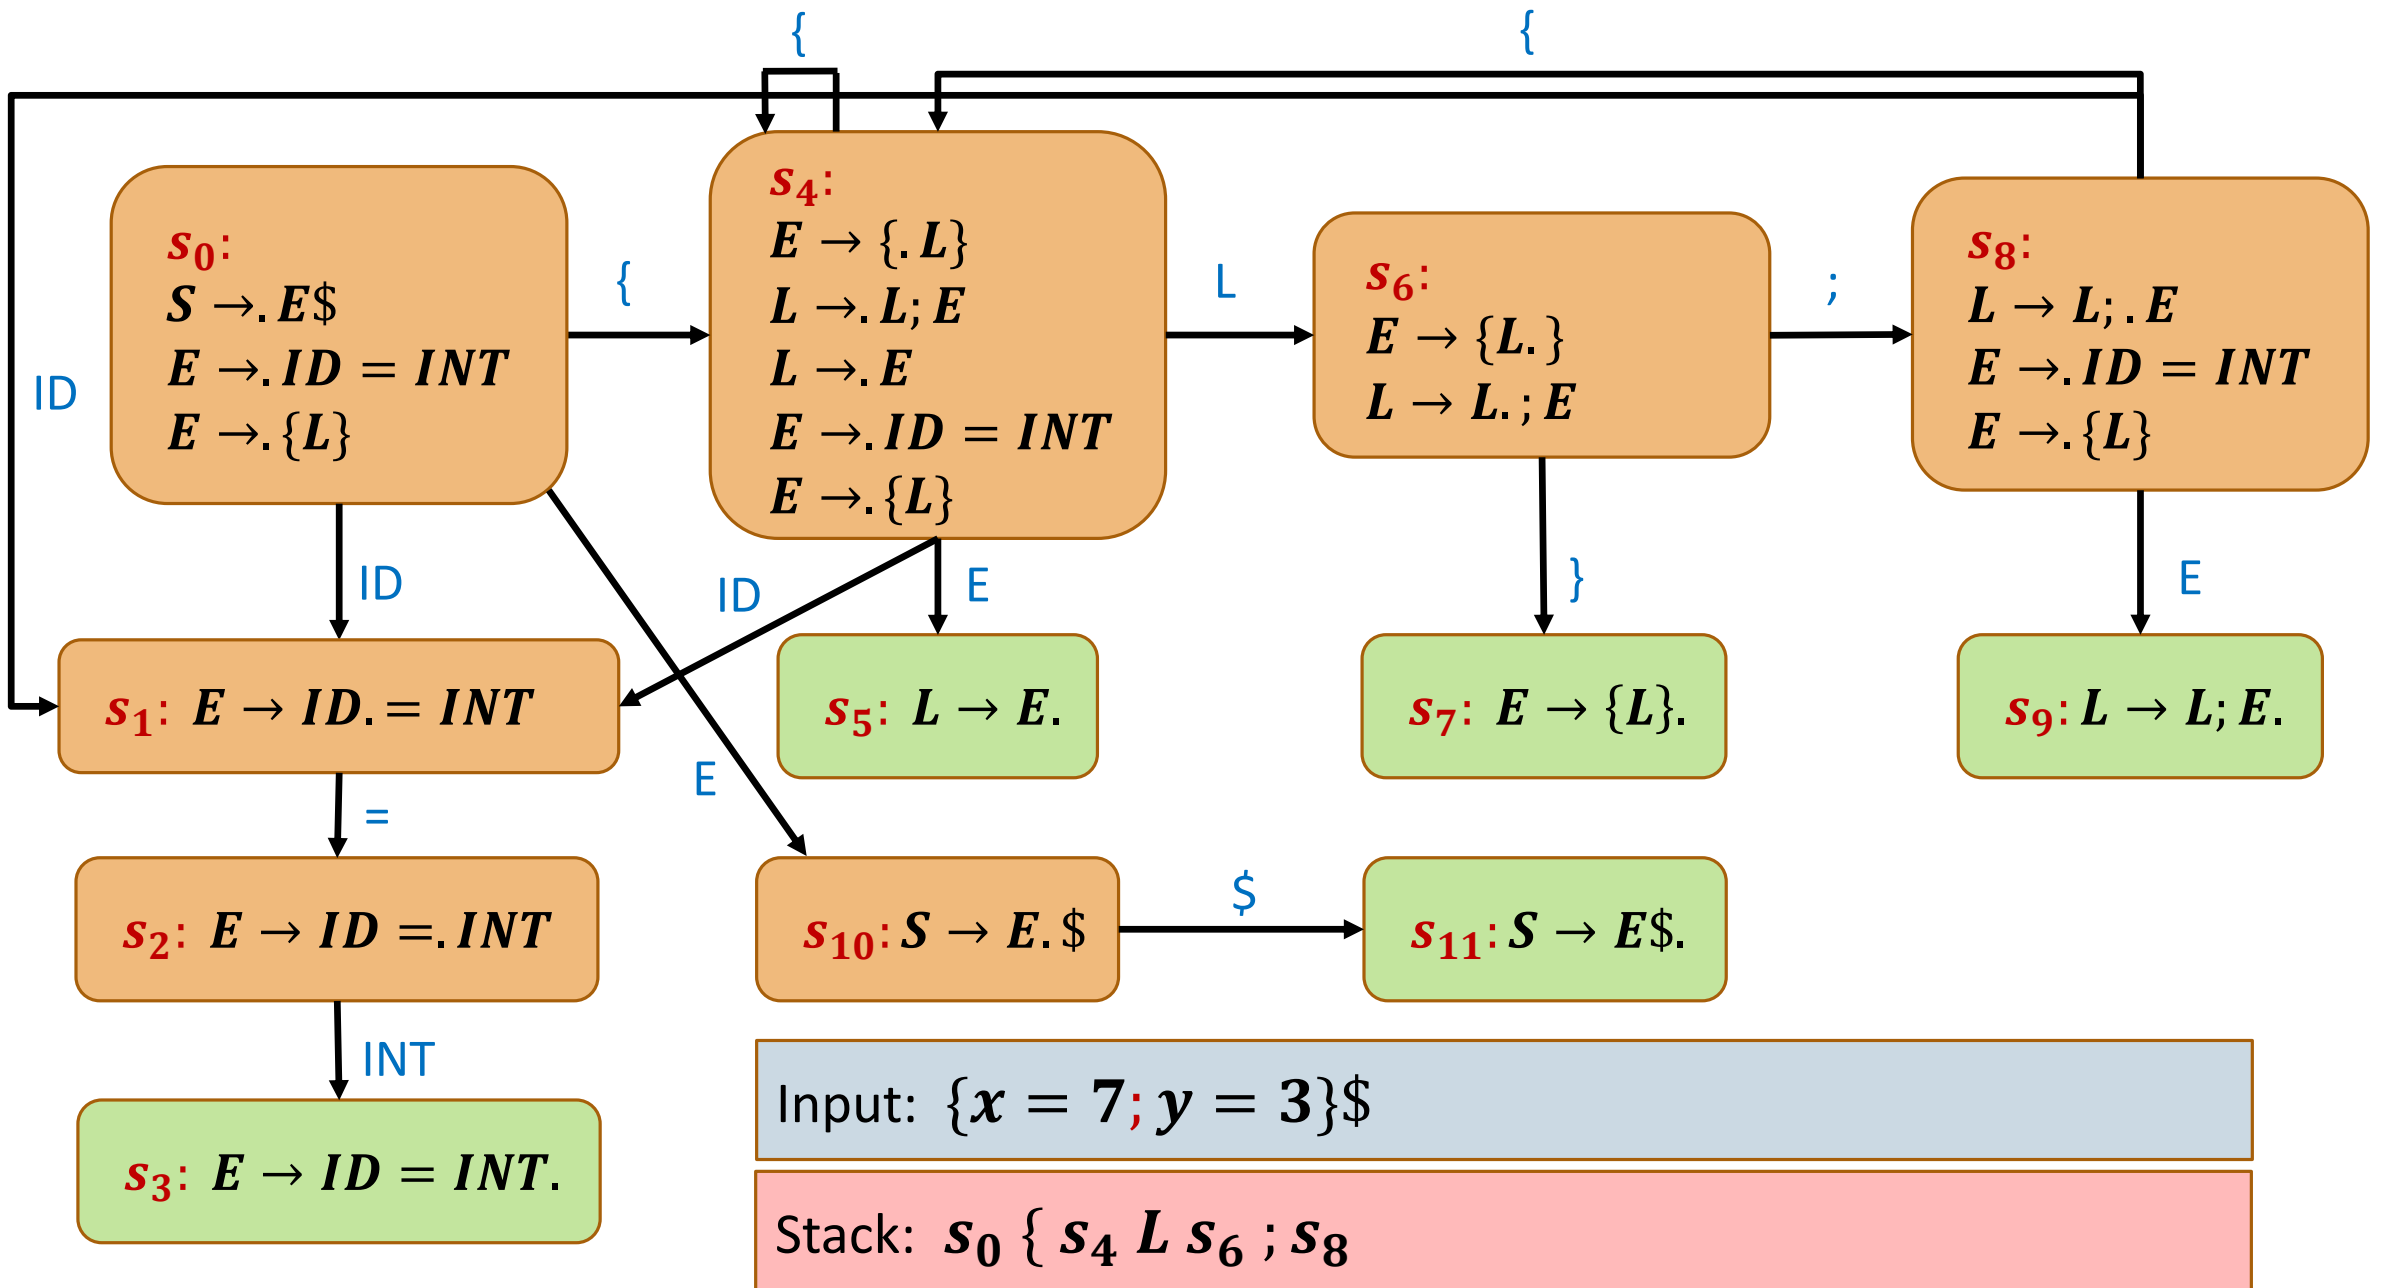 {
{
s0:
S →. E$
E →. ID = INT
E →. {L}
{
s4:
E → {. L}
L →. L; E
L →. E
E →. ID = INT
E →. {L}
L
s6:
E → {L. }
L → L. ; E
;
s8:
L → L; . E
E →. ID = INT
E →. {L}
ID
ID
ID
E
}
E
s1: E → ID. = INT
s5: L → E.
s7: E → {L}.
s9: L → L; E.
E
=
s2: E → ID =. INT
s10: S → E. $
$
s11: S → E$.
INT
s3: E → ID = INT.
Input: {x = 7; y = 3}$
Stack: s0 { s4 L s6 ; s8